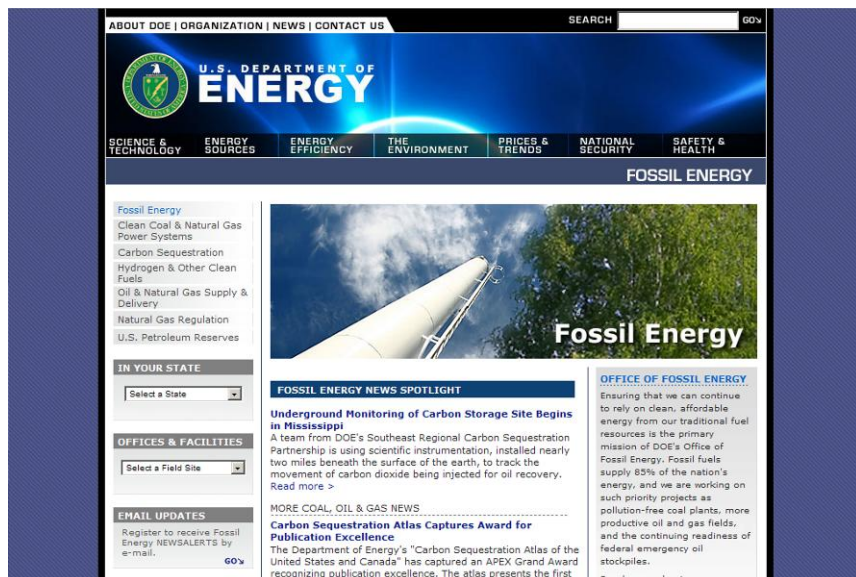 ABOUT DOE | ORGANIZATION | NEWS | CONTACT US
SEARCH
GO
U.S. DEPARTMENT OF
ENERGY
SCIENCE &
TECHNOLOGY
ENERGY
SOURCES
ENERGY
EFFICIENCY
THE
ENVIRONMENT
PRICES &
TRENDS
NATIONAL
SECURITY
SAFETY &
HEALTH
FOSSIL ENERGY
Fossil Energy
Clean Coal & Natural Gas
Power Systems
Carbon Sequestration
Hydrogen & Other Clean
Fuels
Oil & Natural Gas Supply &
Delivery
Natural Gas Regulation
U.S. Petroleum Reserves
IN YOUR STATE
Select a State
OFFICES & FACILITIES
Select a Field Site
EMAIL UPDATES
Register to receive Fossil
Energy NEWSALERTS by
e-mail.
GO
Fossil Energy
FOSSIL ENERGY NEWS SPOTLIGHT
Underground Monitoring of Carbon Storage Site Begins
in Mississippi
A team from DOE's Southeast Regional Carbon Sequestration
Partnership is using scientific instrumentation, installed nearly
two miles beneath the surface of the earth, to track the
movement of carbon dioxide being injected for oil recovery.
Read more >
MORE COAL, OIL & GAS NEWS
Carbon Sequestration Atlas Captures Award for
Publication Excellence
The Department of Energy's "Carbon Sequestration Atlas of the
United States and Canada" has captured an APEX Grand Award
recognizing publication excellence. The atlas presents the first
OFFICE OF FOSSIL ENERGY
Ensuring that we can continue
to rely on clean, affordable
energy from our traditional fuel
resources is the primary
mission of DOE's Office of
Fossil Energy. Fossil fuels
supply 85% of the nation's
energy, and we are working on
such priority projects as
pollution-free coal plants, more
productive oil and gas fields,
and the continuing readiness of
federal emergency oil
stockpiles.